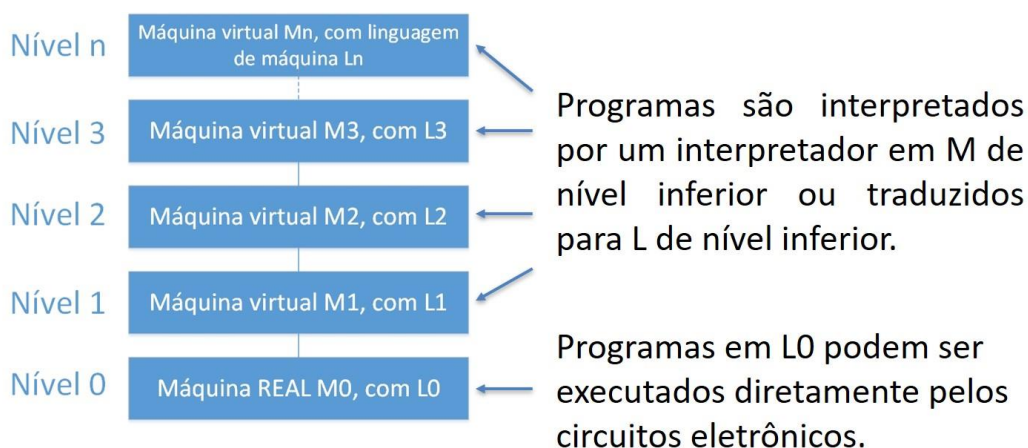 Nível n
Máquina virtual Mn, com linguagem
de máquina Ln
Nível 3
Máquina virtual M3, com L3
Nível 2
Máquina virtual M2, com L2
Nível 1
Máquina virtual M1, com L1
Nível 0
Máquina REAL M0, com L0
Programas são interpretados
por um interpretador em M de
nível inferior ou traduzidos
para L de nível inferior.
Programas em L0 podem ser
executados diretamente pelos
circuitos eletrônicos.